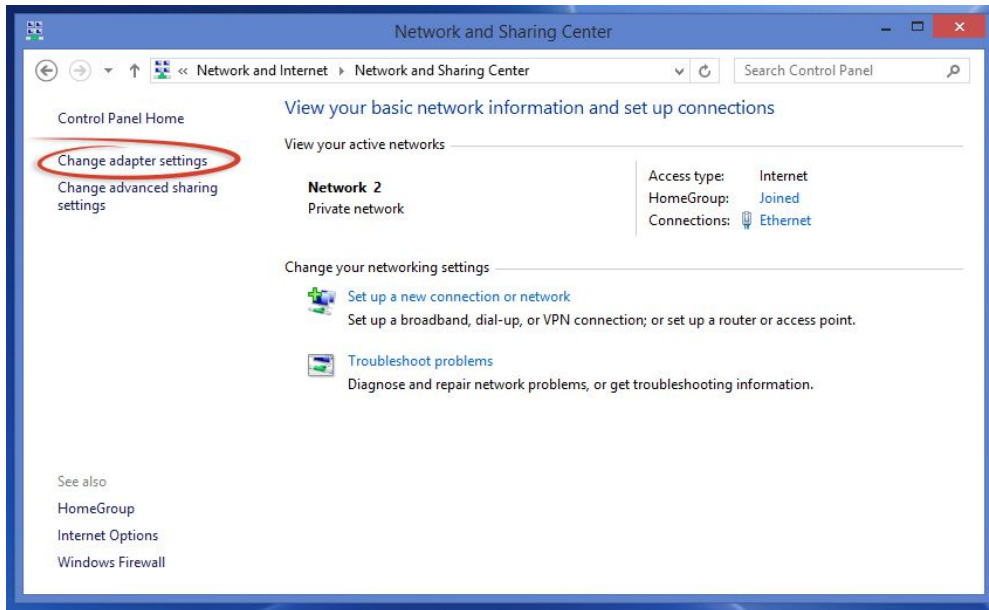 Network and Sharing Center
« Network and Internet ▸ Network and Sharing Center
Search Control Panel
Control Panel Home
Change adapter settings
Change advanced sharing
settings
See also
HomeGroup
Internet Options
Windows Firewall
View your basic network information and set up connections
View your active networks
Network 2
Private network
Access type: Internet
HomeGroup: Joined
Connections: Ethernet
Change your networking settings
Set up a new connection or network
Set up a broadband, dial-up, or VPN connection; or set up a router or access point.
Troubleshoot problems
Diagnose and repair network problems, or get troubleshooting information.